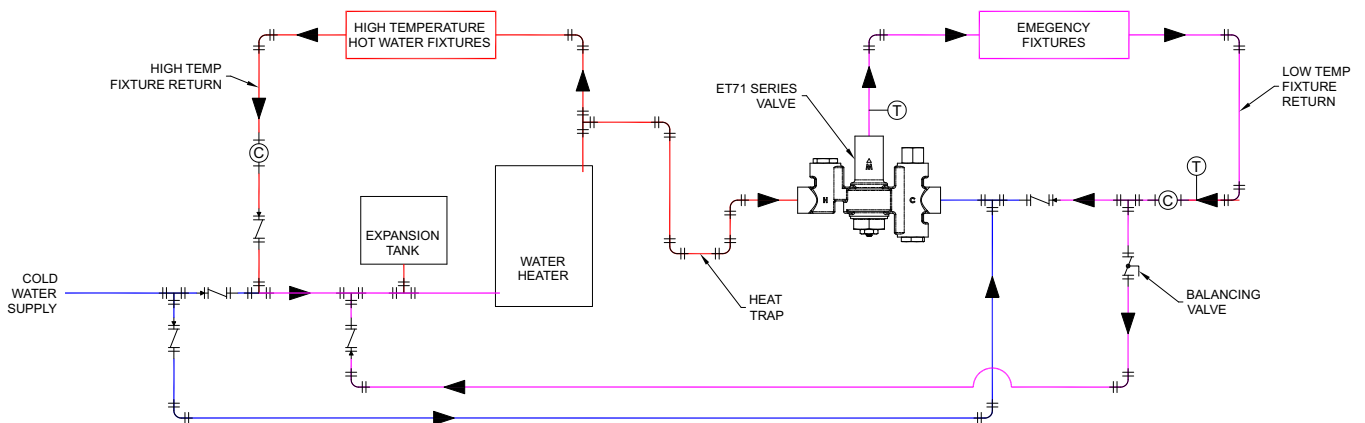 HIGH TEMPERATURE
HOT WATER FIXTURES
EMEGENCY
FIXTURES
HIGH TEMP
FIXTURE RETURN
ET71 SERIES
VALVE
LOW TEMP
FIXTURE
RETURN
T
C
T
C
H
M
C
EXPANSION
TANK
WATER
HEATER
COLD
WATER
SUPPLY
HEAT
TRAP
BALANCING
VALVE